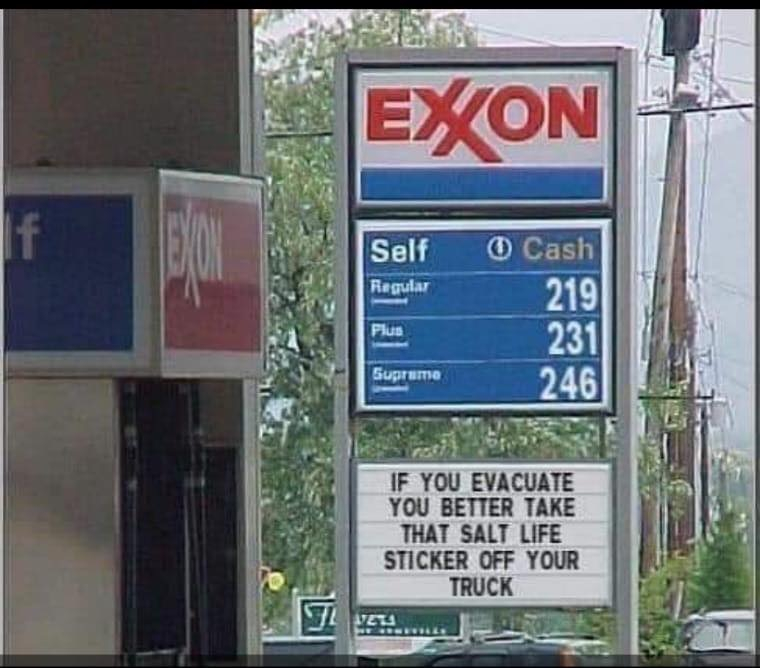 EXXON
Self Cash
Regular 219
Plus 231
Supreme 246
IF YOU EVACUATE
YOU BETTER TAKE
THAT SALT LIFE
STICKER OFF YOUR
TRUCK
lf
EXXON